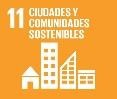 11 CIUDADES Y
COMUNIDADES
SOSTENIBLES